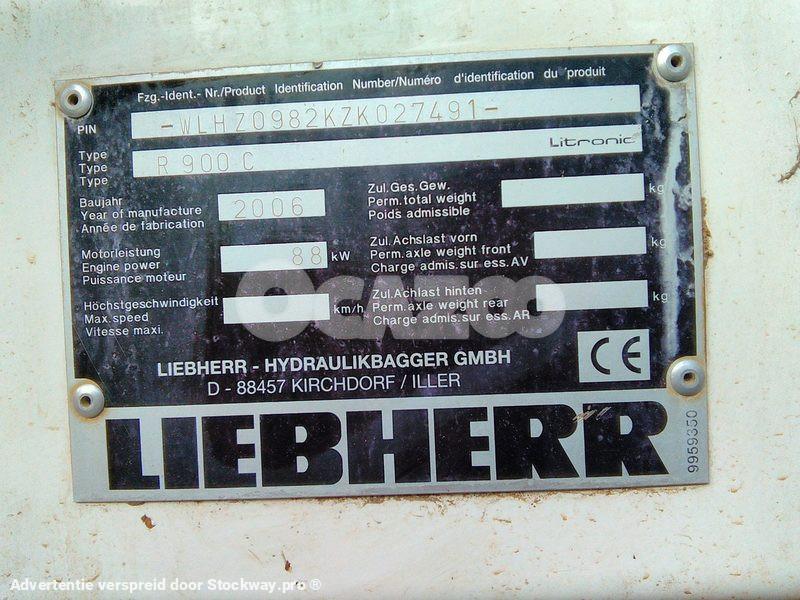 Fzg.-Ident.- Nr./Product Identification Number/Numéro d'identification du produit
PIN -WLHZ0982KZK027491-
Type
Type R 900 C Litronic
Type
Baujahr
Year of manufacture 2006
Année de fabrication
Motorleistung
Engine power 88 kW
Puissance moteur
Höchstgeschwindigkeit
Max. speed km/h
Vitesse maxi.
Zul.Ges.Gew. kg
Perm.total weight
Poids admissible
Zul.Achslast vorn kg
Perm.axle weight front
Charge admis.sur ess.AV
Zul.Achlast hinten kg
Perm.axle weight rear
Charge admis.sur ess.AR
OCAZOO
LIEBHERR - HYDRAULIKBAGGER GMBH
D - 88457 KIRCHDORF / ILLER
CE
LIEBHERR
9959350
Advertentie verspreid door Stockway.pro ®